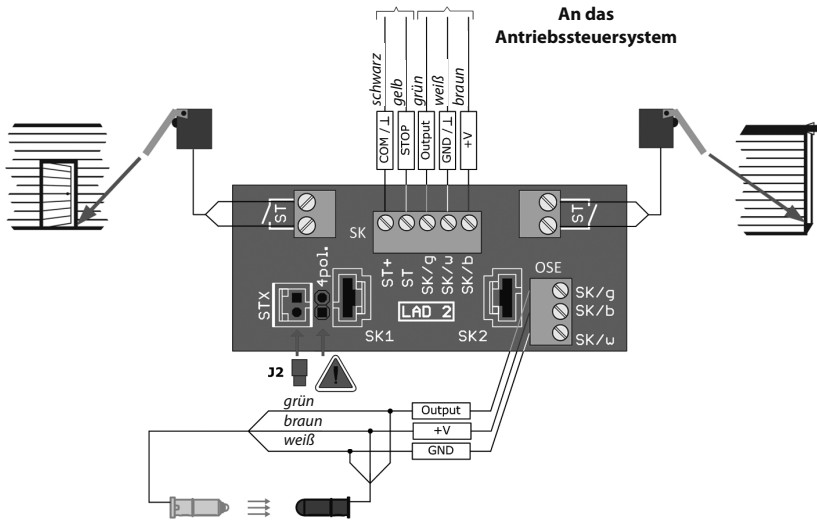 An das
Antriebssteuersystem
schwarz
gelb
grün
weiß
braun
COM / ⊥
STOP
Output
GND / ⊥
+V
ST
SK
ST
ST+
ST
SK/g
SK/w
SK/b
OSE
SK/g
SK/b
SK/w
STX
4pol.
SK1
LAD 2
SK2
J2
!
grün
Output
braun
+V
weiß
GND